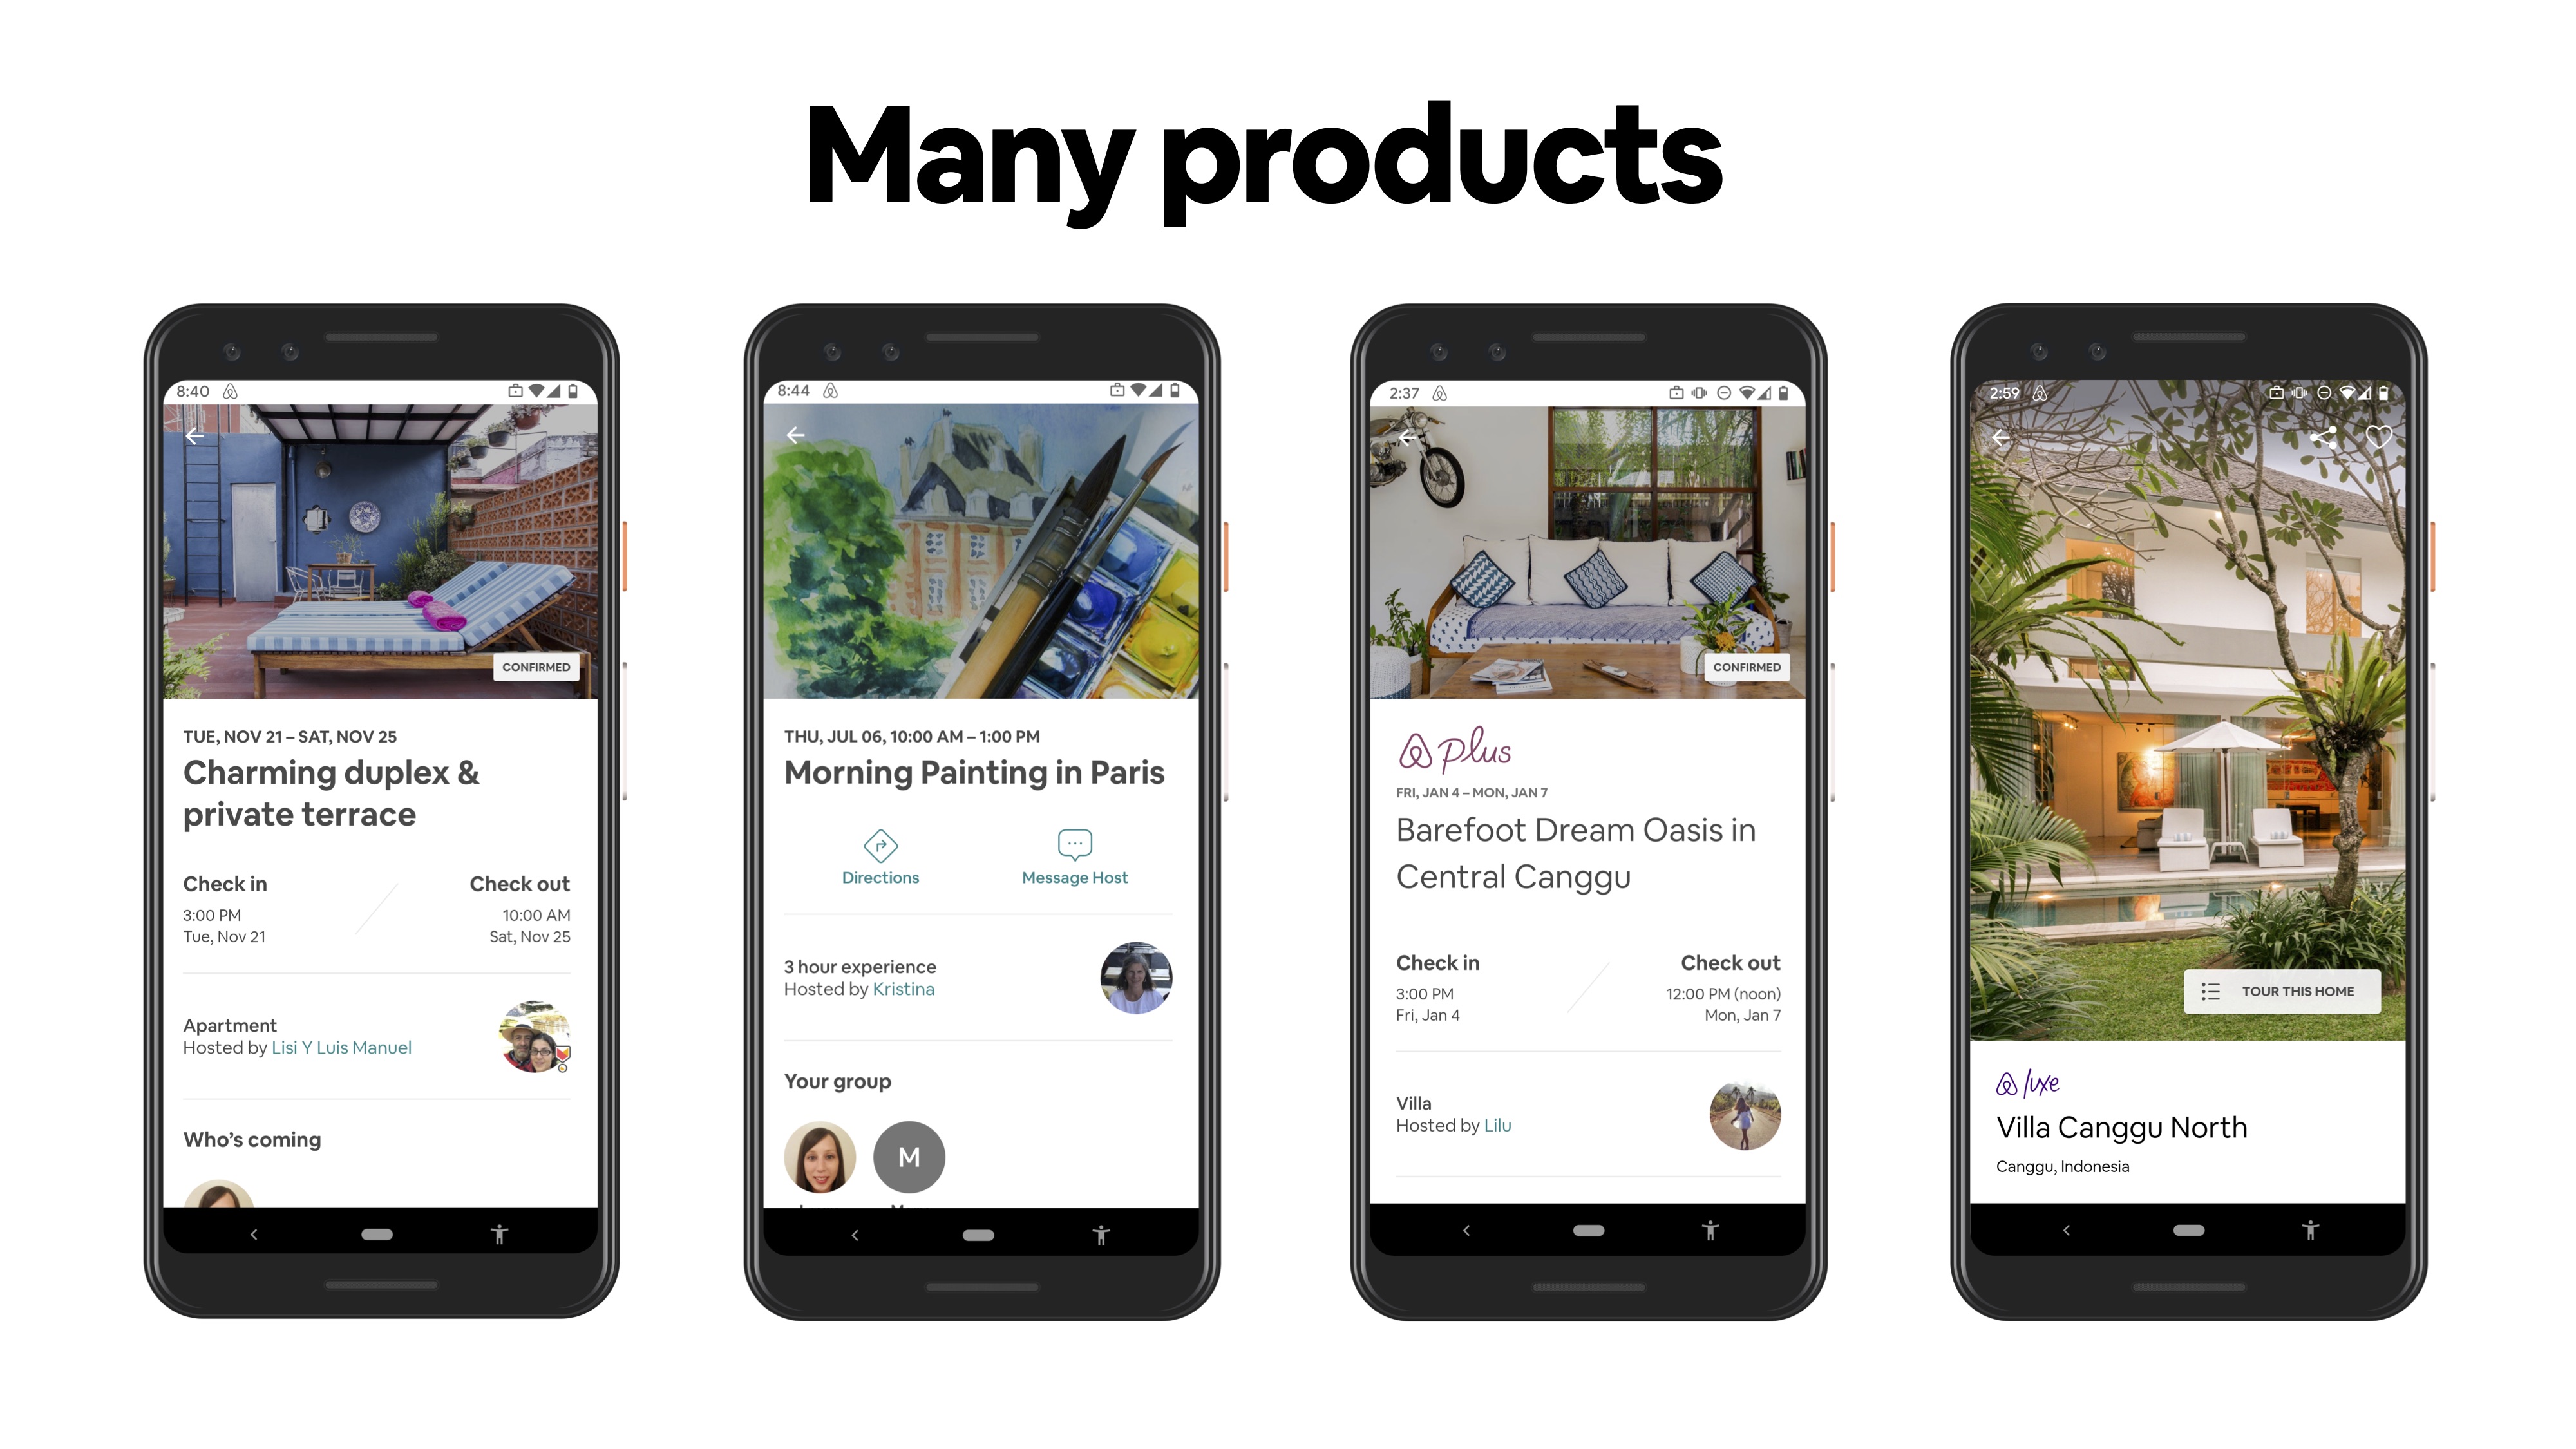 Many products
8:40
CONFIRMED
TUE, NOV 21 – SAT, NOV 25
Charming duplex &
private terrace
Check in
Check out
3:00 PM
10:00 AM
Tue, Nov 21
Sat, Nov 25
Apartment
Hosted by Lisi Y Luis Manuel
Who's coming
8:44
THU, JUL 06, 10:00 AM – 1:00 PM
Morning Painting in Paris
Directions
Message Host
3 hour experience
Hosted by Kristina
Your group
M
2:37
CONFIRMED
plus
FRI, JAN 4 – MON, JAN 7
Barefoot Dream Oasis in
Central Canggu
Check in
Check out
3:00 PM
12:00 PM (noon)
Fri, Jan 4
Mon, Jan 7
Villa
Hosted by Lilu
2:59
TOUR THIS HOME
luxe
Villa Canggu North
Canggu, Indonesia